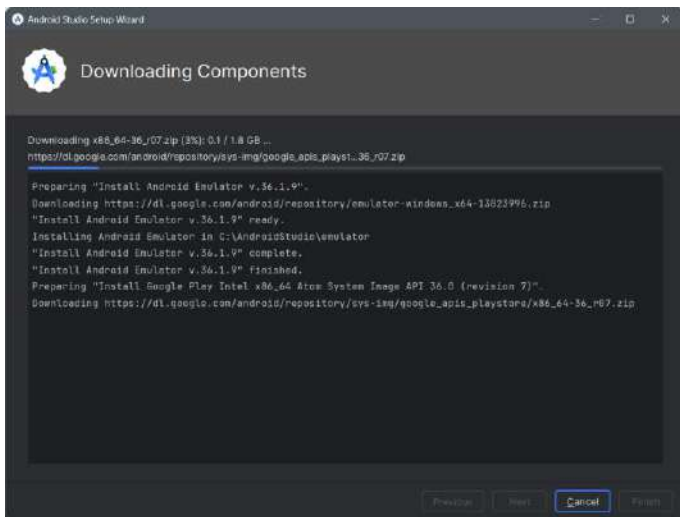 Android Studio Setup Wizard
Downloading Components
Downloading x86_64-36_r07.zip (3%): 0.1 / 1.8 GB ...
https://dl.google.com/android/repository/sys-img/google_apis_playst...36_r07.zip
Preparing "Install Android Emulator v.36.1.9".
Downloading https://dl.google.com/android/repository/emulator-windows_x64-13823996.zip
"Install Android Emulator v.36.1.9" ready.
Installing Android Emulator in C:\AndroidStudio\emulator
"Install Android Emulator v.36.1.9" complete.
"Install Android Emulator v.36.1.9" finished.
Preparing "Install Google Play Intel x86_64 Atom System Image API 36.0 (revision 7)".
Downloading https://dl.google.com/android/repository/sys-img/google_apis_playstore/x86_64-36_r07.zip
Previous Next Cancel Finish